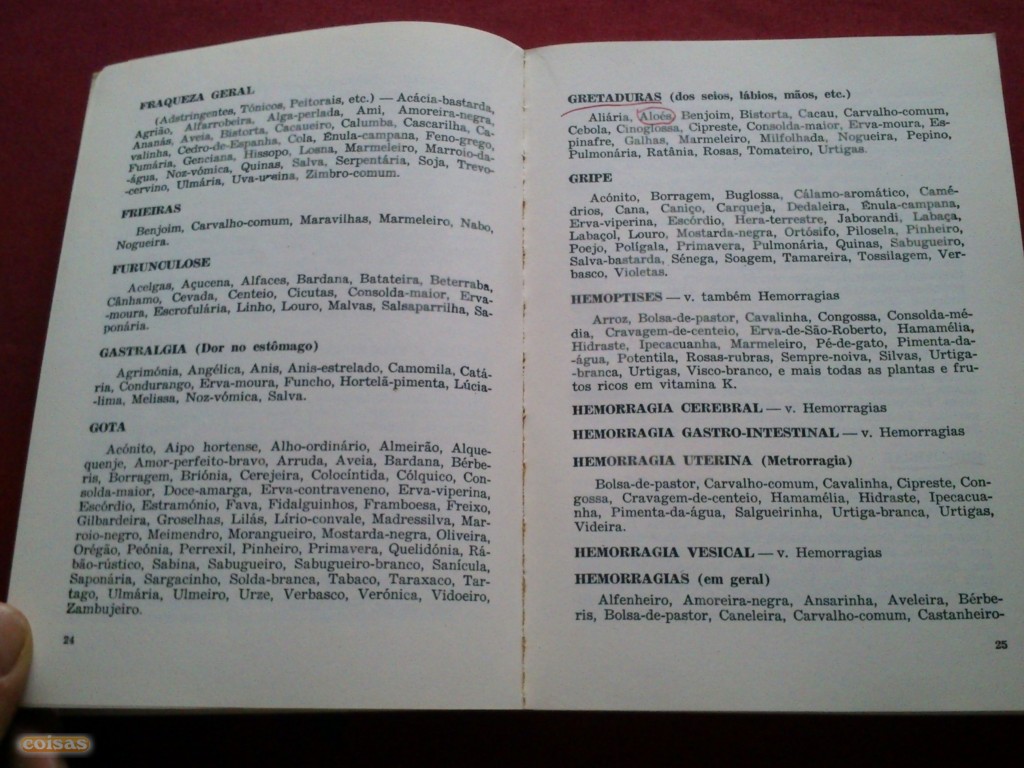 FRAQUEZA GERAL
(Adstringentes, Tónicos, Peitorais, etc.) — Acácia-bastarda,
Agrião, Alfarrobeira, Alga-perlada, Ami, Amoreira-negra,
Ananás, Aveia, Bistorta, Cacaueiro, Calumba, Cascarilha, Ca-
valinha, Cedro-de-Espanha, Cola, Énula-campana, Feno-grego,
Fumária, Genciana, Hissopo, Losna, Marmeleiro, Marroio-da-
-água, Noz-vómica, Quinas, Salva, Serpentária, Soja, Trevo-
-cervino, Ulmária, Uva-ursina, Zimbro-comum.
FRIEIRAS
Benjoim, Carvalho-comum, Maravilhas, Marmeleiro, Nabo,
Nogueira.
FURUNCULOSE
Acelgas, Açucena, Alfaces, Bardana, Batateira, Beterraba,
Cânhamo, Cevada, Centeio, Cicutas, Consolda-maior, Erva-
-moura, Escrofulária, Linho, Louro, Malvas, Salsaparrilha, Sa-
ponária.
GASTRALGIA (Dor no estômago)
Agrimónia, Angélica, Anis, Anis-estrelado, Camomila, Catá-
ria, Condurango, Erva-moura, Funcho, Hortelã-pimenta, Lúcia-
-lima, Melissa, Noz-vómica, Salva.
GOTA
Acónito, Aipo hortense, Alho-ordinário, Almeirão, Alque-
quenje, Amor-perfeito-bravo, Arruda, Aveia, Bardana, Bérbe-
ris, Borragem, Briónia, Cerejeira, Colocíntida, Cólquico, Con-
solda-maior, Doce-amarga, Erva-contraveneno, Erva-viperina,
Escórdio, Estramónio, Fava, Fidalguinhos, Framboesa, Freixo,
Gilbardeira, Groselhas, Lilás, Lírio-convale, Madressilva, Mar-
roio-negro, Meimendro, Morangueiro, Mostarda-negra, Oliveira,
Orégão, Peónia, Perrexil, Pinheiro, Primavera, Quelidónia, Rá-
bão-rústico, Sabina, Sabugueiro, Sabugueiro-branco, Sanícula,
Saponária, Sargacinho, Solda-branca, Tabaco, Taraxaco, Tar-
tago, Ulmária, Ulmeiro, Urze, Verbasco, Verónica, Vidoeiro,
Zambujeiro.
24
GRETADURAS (dos seios, lábios, mãos, etc.)
Aliária, Aloés, Benjoim, Bistorta, Cacau, Carvalho-comum,
Cebola, Cinoglossa, Cipreste, Consolda-maior, Erva-moura, Es-
pinafre, Galhas, Marmeleiro, Milfolhada, Nogueira, Pepino,
Pulmonária, Ratânia, Rosas, Tomateiro, Urtigas.
GRIPE
Acónito, Borragem, Buglossa, Cálamo-aromático, Camé-
drios, Cana, Caniço, Carqueja, Dedaleira, Énula-campana,
Erva-viperina, Escórdio, Hera-terrestre, Jaborandi, Labaça,
Labaçol, Louro, Mostarda-negra, Ortósifo, Pilosela, Pinheiro,
Poejo, Polígala, Primavera, Pulmonária, Quinas, Sabugueiro,
Salva-bastarda, Sénega, Soagem, Tamareira, Tossilagem, Ver-
basco, Violetas.
HEMOPTISES — v. também Hemorragias
Arroz, Bolsa-de-pastor, Cavalinha, Congossa, Consolda-mé-
dia, Cravagem-de-centeio, Erva-de-São-Roberto, Hamamélia,
Hidraste, Ipecacuanha, Marmeleiro, Pé-de-gato, Pimenta-da-
-água, Potentila, Rosas-rubras, Sempre-noiva, Silvas, Urtiga-
-branca, Urtigas, Visco-branco, e mais todas as plantas e fru-
tos ricos em vitamina K.
HEMORRAGIA CEREBRAL — v. Hemorragias
HEMORRAGIA GASTRO-INTESTINAL — v. Hemorragias
HEMORRAGIA UTERINA (Metrorragia)
Bolsa-de-pastor, Carvalho-comum, Cavalinha, Cipreste, Con-
gossa, Cravagem-de-centeio, Hamamélia, Hidraste, Ipecacua-
nha, Pimenta-da-água, Salgueirinha, Urtiga-branca, Urtigas,
Videira.
HEMORRAGIA VESICAL — v. Hemorragias
HEMORRAGIAS (em geral)
Alfenheiro, Amoreira-negra, Ansarinha, Aveleira, Bérbe-
ris, Bolsa-de-pastor, Caneleira, Carvalho-comum, Castanheiro-
25
coisas